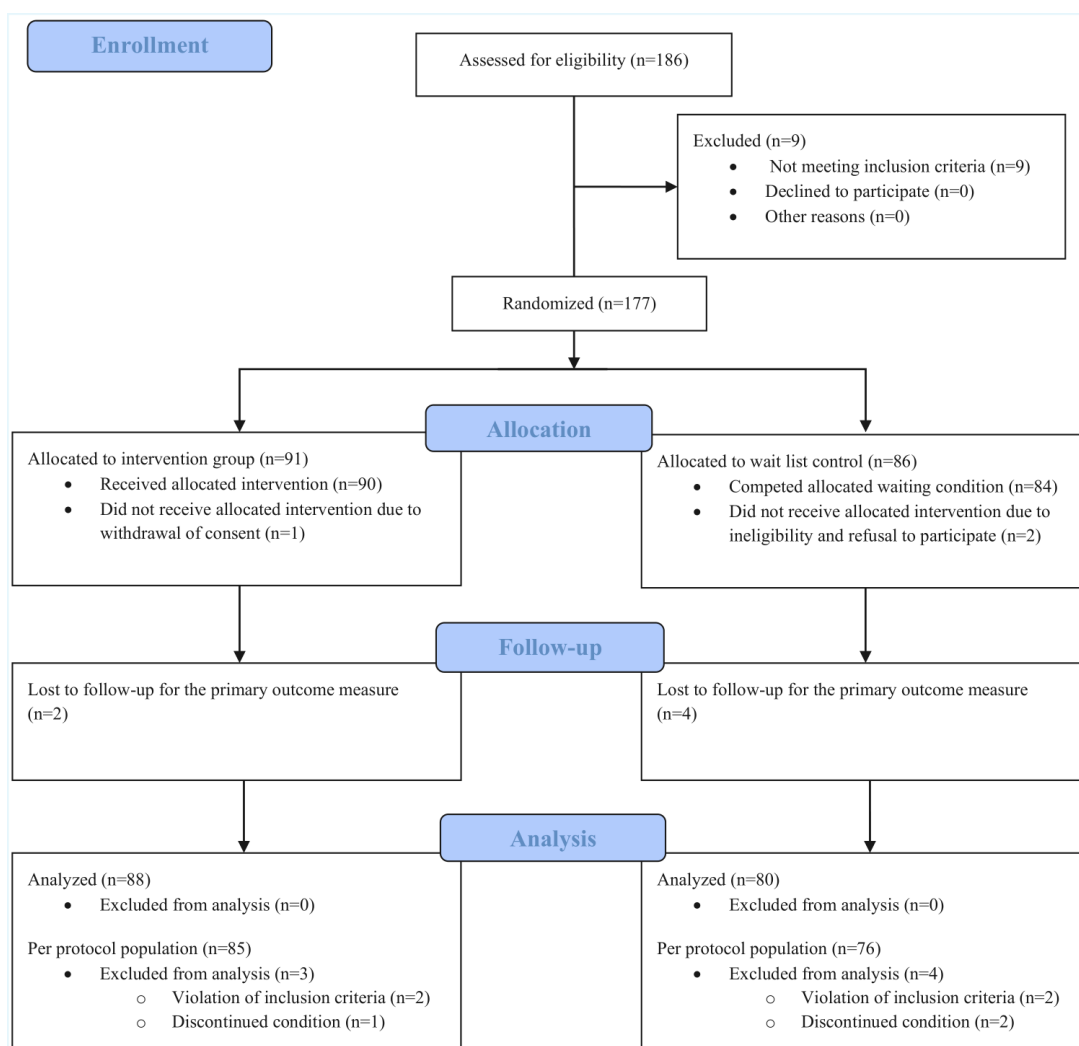 Enrollment
Assessed for eligibility (n=186)
Excluded (n=9)
• Not meeting inclusion criteria (n=9)
• Declined to participate (n=0)
• Other reasons (n=0)
Randomized (n=177)
Allocation
Allocated to intervention group (n=91)
• Received allocated intervention (n=90)
• Did not receive allocated intervention due to
withdrawal of consent (n=1)
Allocated to wait list control (n=86)
• Competed allocated waiting condition (n=84)
• Did not receive allocated intervention due to
ineligibility and refusal to participate (n=2)
Follow-up
Lost to follow-up for the primary outcome measure
(n=2)
Lost to follow-up for the primary outcome measure
(n=4)
Analysis
Analyzed (n=88)
• Excluded from analysis (n=0)
Per protocol population (n=85)
• Excluded from analysis (n=3)
○ Violation of inclusion criteria (n=2)
○ Discontinued condition (n=1)
Analyzed (n=80)
• Excluded from analysis (n=0)
Per protocol population (n=76)
• Excluded from analysis (n=4)
○ Violation of inclusion criteria (n=2)
○ Discontinued condition (n=2)